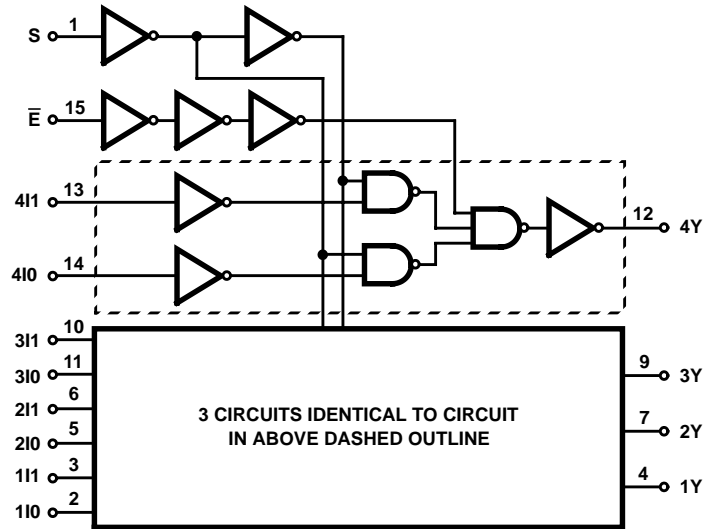 S 1
E̅ 15
4I1 13
12 4Y
4I0 14
3I1 10
3I0 11
9 3Y
2I1 6
3 CIRCUITS IDENTICAL TO CIRCUIT
IN ABOVE DASHED OUTLINE
7 2Y
2I0 5
1I1 3
4 1Y
1I0 2